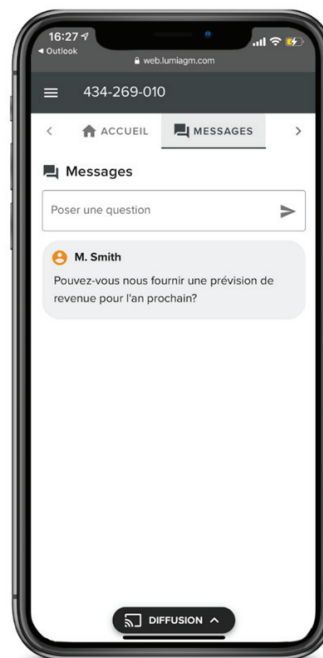 16:27
◀ Outlook
web.lumiagm.com
434-269-010
ACCUEIL
MESSAGES
Messages
Poser une question
M. Smith
Pouvez-vous nous fournir une prévision de
revenue pour l'an prochain?
DIFFUSION